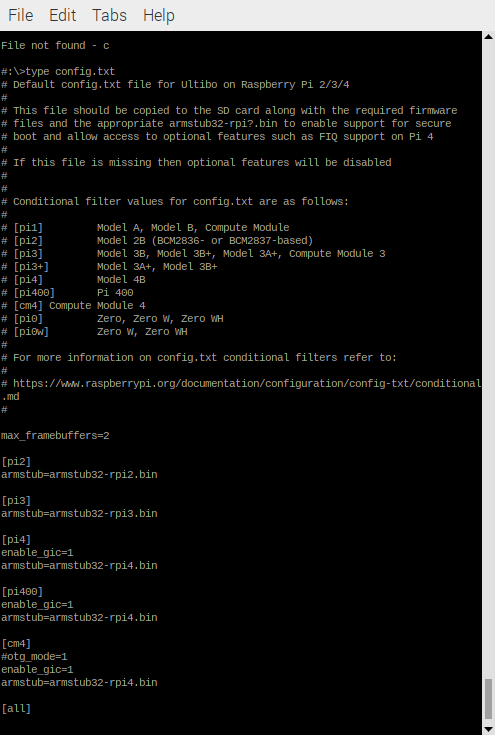 File Edit Tabs Help
File not found - c
#:\>type config.txt
# Default config.txt file for Ultibo on Raspberry Pi 2/3/4
#
# This file should be copied to the SD card along with the required firmware
# files and the appropriate armstub32-rpi?.bin to enable support for secure
# boot and allow access to optional features such as FIQ support on Pi 4
#
# If this file is missing then optional features will be disabled
#
#
# Conditional filter values for config.txt are as follows:
#
# [pi1] Model A, Model B, Compute Module
# [pi2] Model 2B (BCM2836- or BCM2837-based)
# [pi3] Model 3B, Model 3B+, Model 3A+, Compute Module 3
# [pi3+] Model 3A+, Model 3B+
# [pi4] Model 4B
# [pi400] Pi 400
# [cm4] Compute Module 4
# [pi0] Zero, Zero W, Zero WH
# [pi0w] Zero W, Zero WH
#
# For more information on config.txt conditional filters refer to:
#
# https://www.raspberrypi.org/documentation/configuration/config-txt/conditional
.md
#
max_framebuffers=2
[pi2]
armstub=armstub32-rpi2.bin
[pi3]
armstub=armstub32-rpi3.bin
[pi4]
enable_gic=1
armstub=armstub32-rpi4.bin
[pi400]
enable_gic=1
armstub=armstub32-rpi4.bin
[cm4]
#otg_mode=1
enable_gic=1
armstub=armstub32-rpi4.bin
[all]